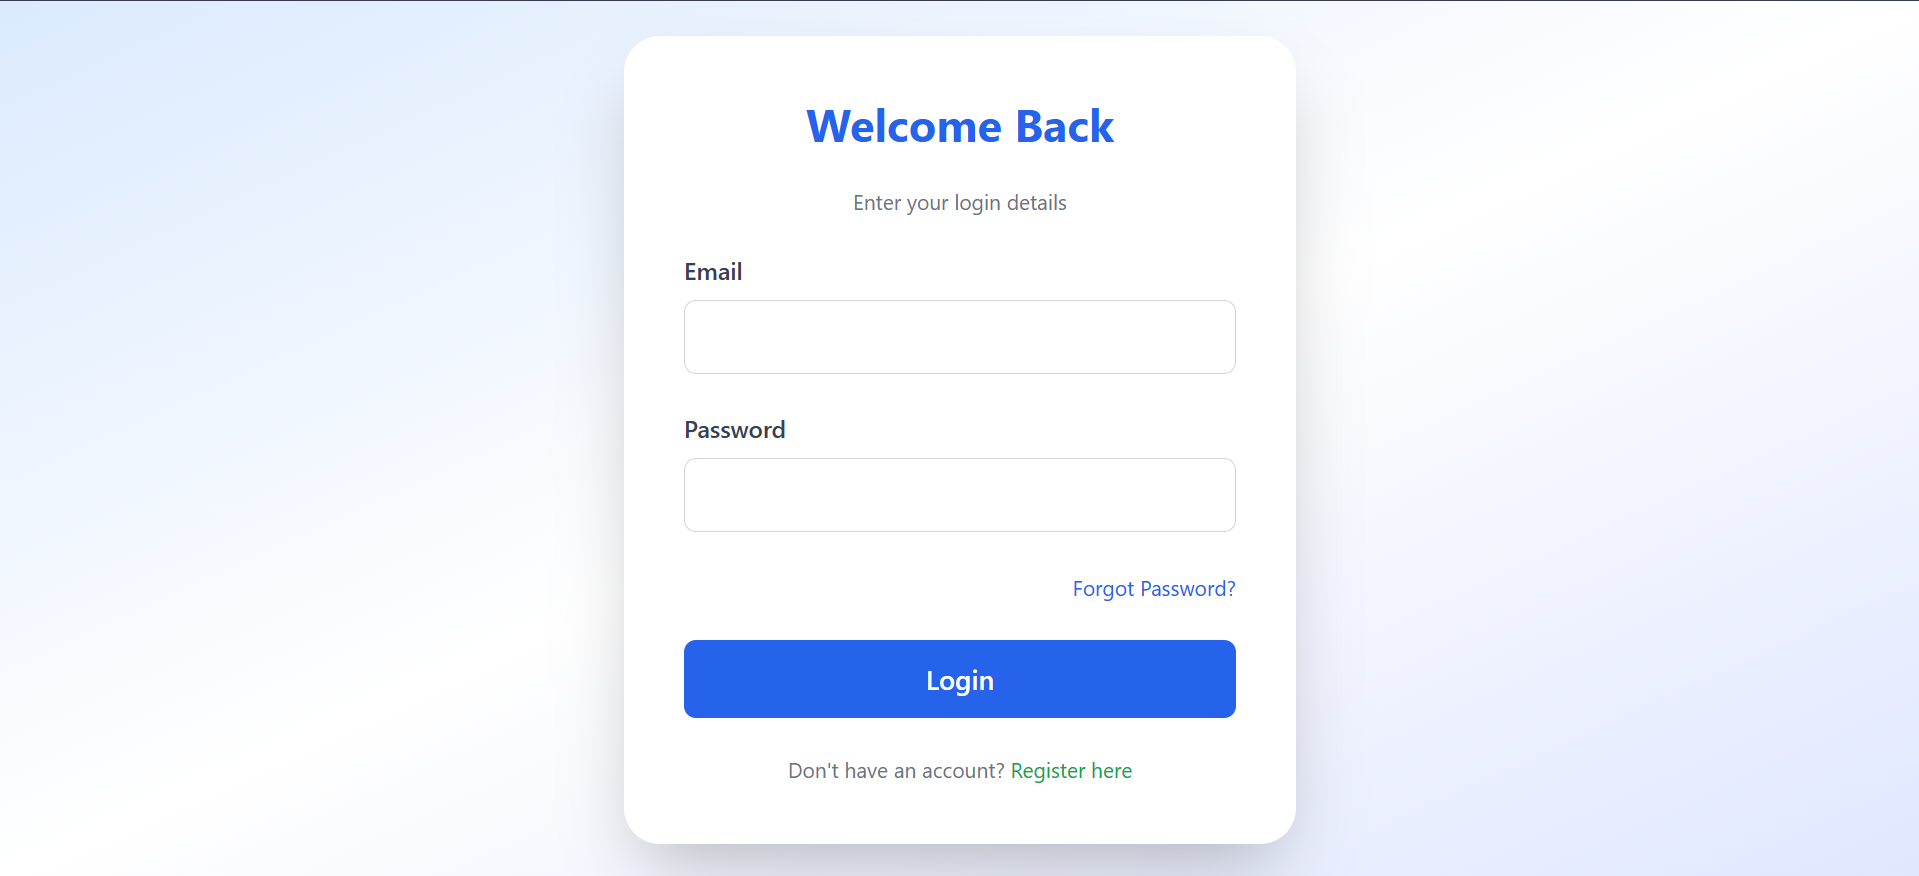 Welcome Back
Enter your login details
Email
Password
Forgot Password?
Login
Don't have an account? Register here